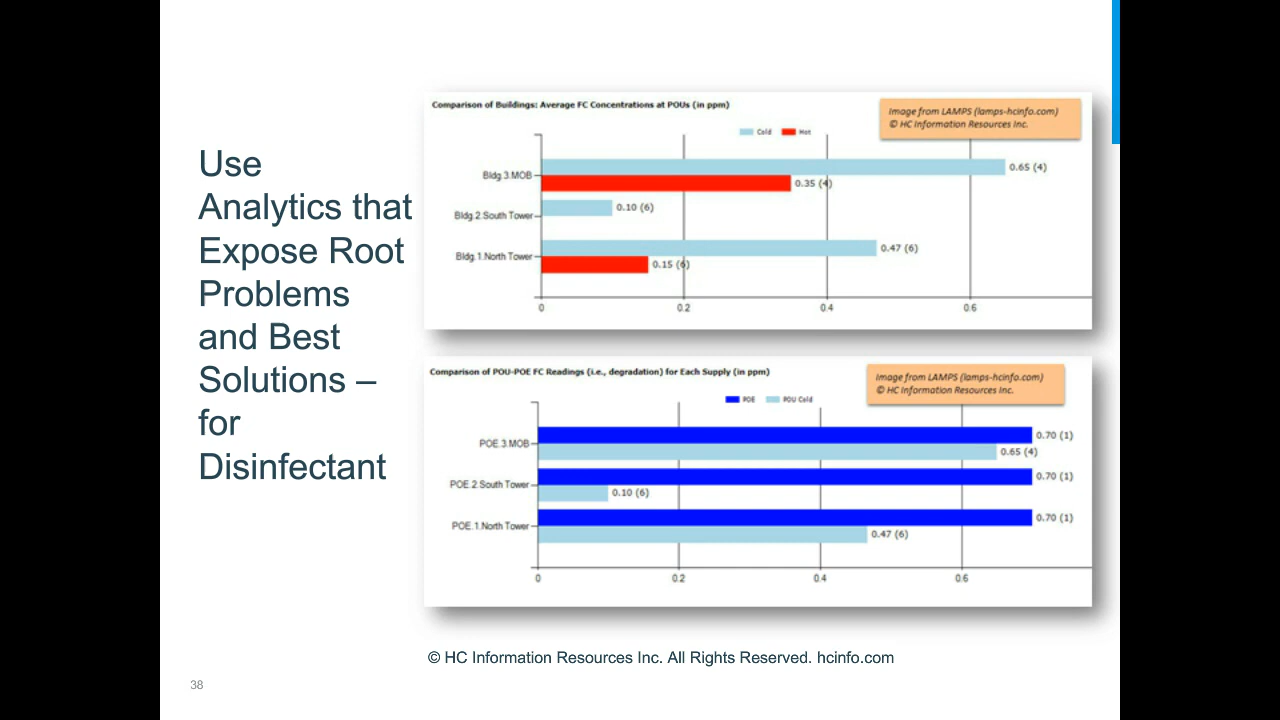 Use
Analytics that
Expose Root
Problems
and Best
Solutions –
for
Disinfectant
Comparison of Buildings: Average FC Concentrations at POUs (in ppm)
Image from LAMPS (lamps-hcinfo.com)
© HC Information Resources Inc.
Cold Hot
Bldg.3.MOB
0.65 (4)
0.35 (4)
Bldg.2.South Tower
0.10 (6)
Bldg.1.North Tower
0.47 (6)
0.15 (6)
0 0.2 0.4 0.6
Comparison of POU-POE FC Readings (i.e., degradation) for Each Supply (in ppm)
Image from LAMPS (lamps-hcinfo.com)
© HC Information Resources Inc.
POE POU Cold
POE.3.MOB
0.70 (1)
0.65 (4)
POE.2.South Tower
0.70 (1)
0.10 (6)
POE.1.North Tower
0.70 (1)
0.47 (6)
0 0.2 0.4 0.6
© HC Information Resources Inc. All Rights Reserved. hcinfo.com
38